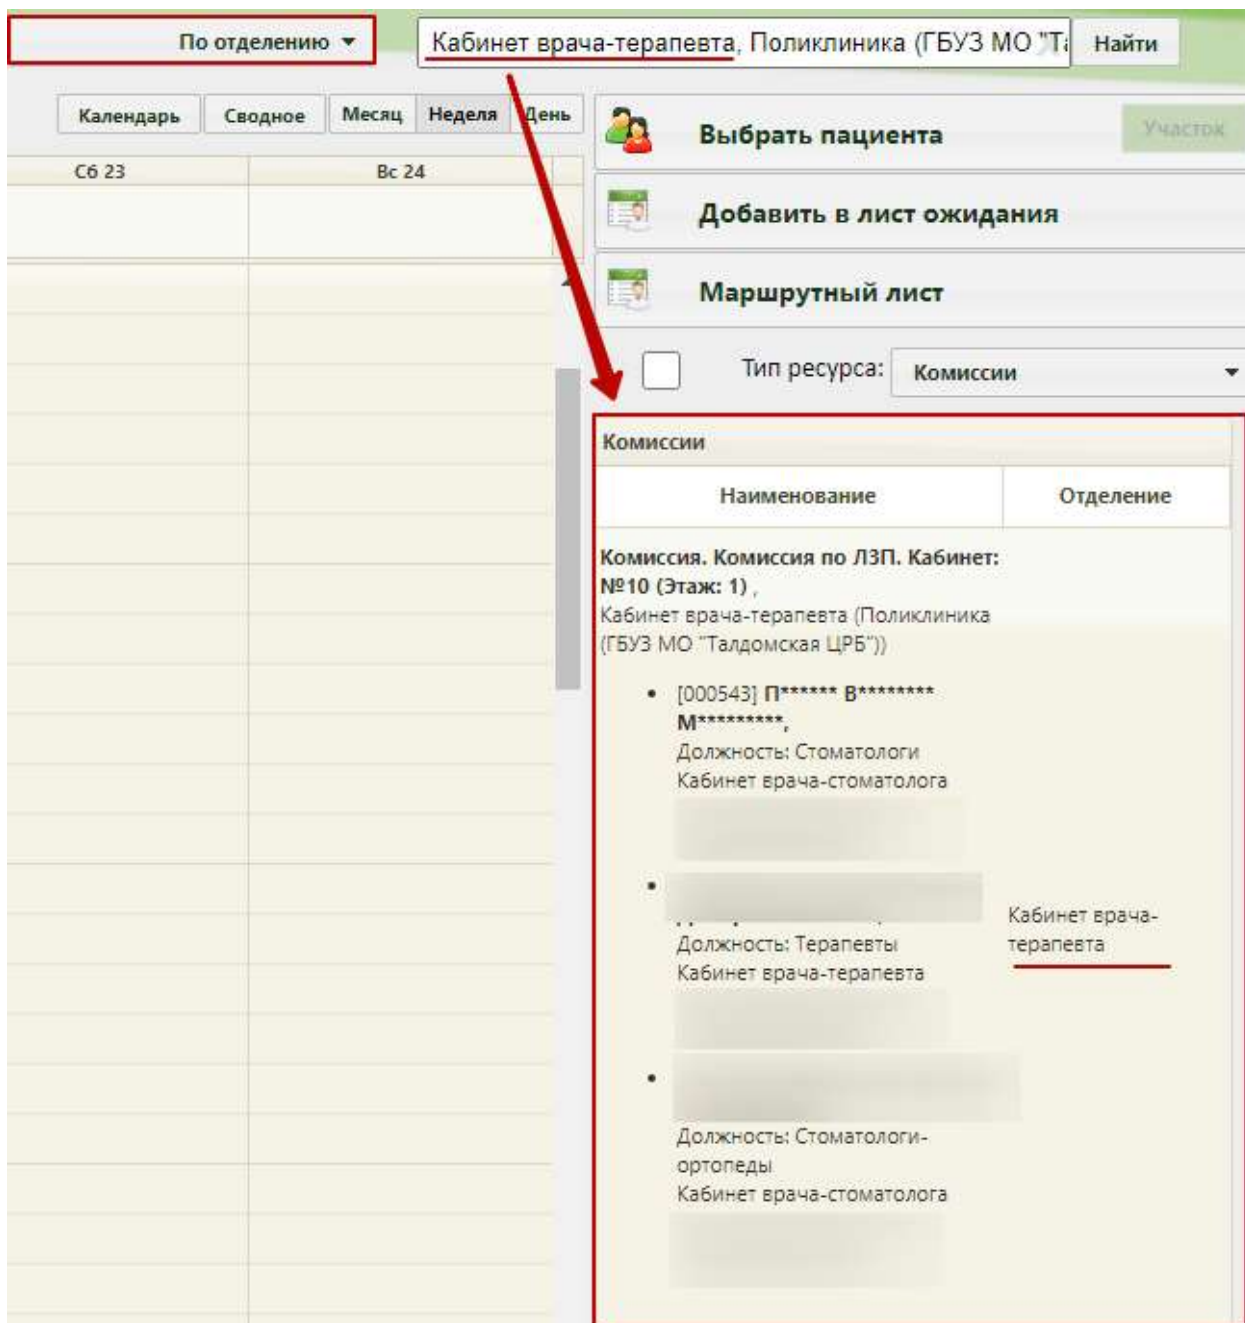 По отделению
Кабинет врача-терапевта, Поликлиника (ГБУЗ МО "Та
Найти
Календарь
Сводное
Месяц
Неделя
День
Сб 23
Вс 24
Выбрать пациента
Участок
Добавить в лист ожидания
Маршрутный лист
Тип ресурса:
Комиссии
Комиссии
Наименование
Отделение
Комиссия. Комиссия по ЛЗП. Кабинет:
№10 (Этаж: 1) ,
Кабинет врача-терапевта (Поликлиника
(ГБУЗ МО "Талдомская ЦРБ"))
• [000543] П****** В********
М*********,
Должность: Стоматологи
Кабинет врача-стоматолога
Должность: Терапевты
Кабинет врача-терапевта
Кабинет врача-
терапевта
Должность: Стоматологи-
ортопеды
Кабинет врача-стоматолога